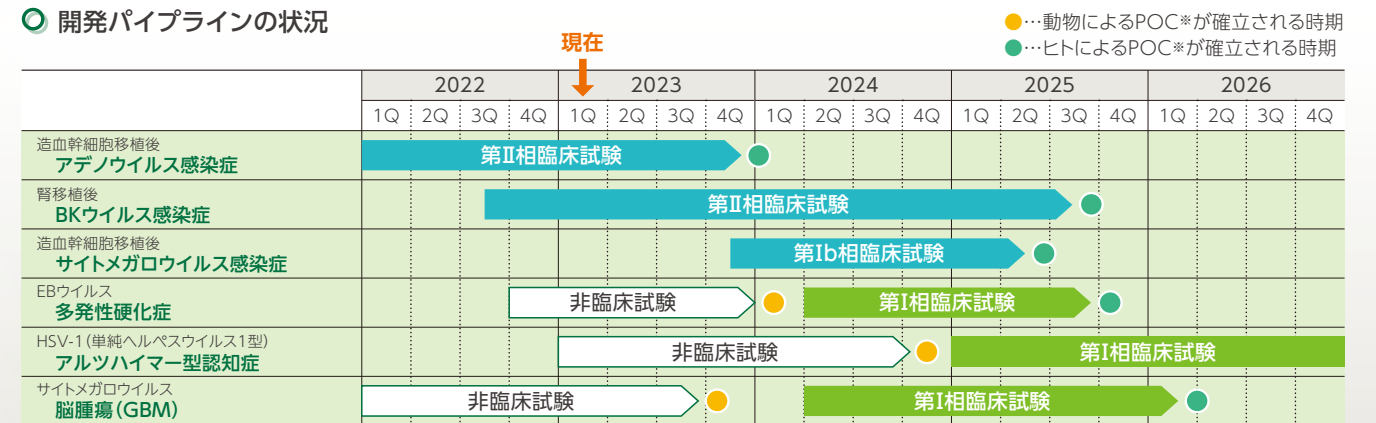 開発パイプラインの状況
●…動物によるPOC※が確立される時期
●…ヒトによるPOC※が確立される時期
現在
2022 2023 2024 2025 2026
1Q 2Q 3Q 4Q 1Q 2Q 3Q 4Q 1Q 2Q 3Q 4Q 1Q 2Q 3Q 4Q 1Q 2Q 3Q 4Q
造血幹細胞移植後
アデノウイルス感染症
第Ⅱ相臨床試験
腎移植後
BKウイルス感染症
第Ⅱ相臨床試験
造血幹細胞移植後
サイトメガロウイルス感染症
第Ⅰb相臨床試験
EBウイルス
多発性硬化症
非臨床試験 第Ⅰ相臨床試験
HSV-1(単純ヘルペスウイルス1型)
アルツハイマー型認知症
非臨床試験 第Ⅰ相臨床試験
サイトメガロウイルス
脳腫瘍(GBM)
非臨床試験 第Ⅰ相臨床試験